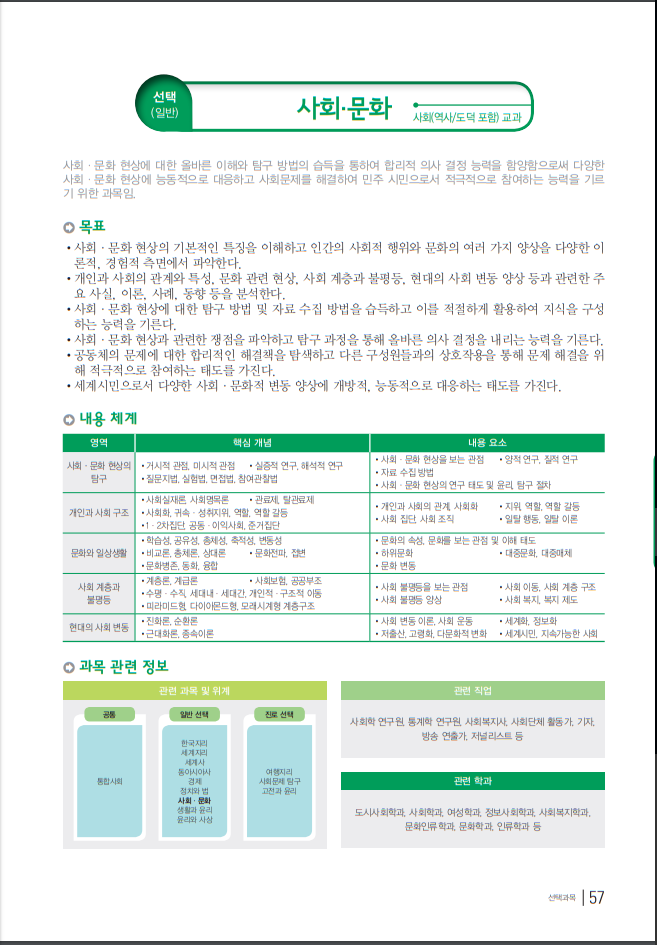 선택
(일반)
사회·문화
사회(역사/도덕 포함) 교과
사회ㆍ문화 현상에 대한 올바른 이해와 탐구 방법의 습득을 통하여 합리적 의사 결정 능력을 함양함으로써 다양한
사회ㆍ문화 현상에 능동적으로 대응하고 사회문제를 해결하여 민주 시민으로서 적극적으로 참여하는 능력을 기르
기 위한 과목임.
목표
• 사회ㆍ문화 현상의 기본적인 특징을 이해하고 인간의 사회적 행위와 문화의 여러 가지 양상을 다양한 이
론적, 경험적 측면에서 파악한다.
• 개인과 사회의 관계와 특성, 문화 관련 현상, 사회 계층과 불평등, 현대의 사회 변동 양상 등과 관련한 주
요 사실, 이론, 사례, 동향 등을 분석한다.
• 사회ㆍ문화 현상에 대한 탐구 방법 및 자료 수집 방법을 습득하고 이를 적절하게 활용하여 지식을 구성
하는 능력을 기른다.
• 사회ㆍ문화 현상과 관련한 쟁점을 파악하고 탐구 과정을 통해 올바른 의사 결정을 내리는 능력을 기른다.
• 공동체의 문제에 대한 합리적인 해결책을 탐색하고 다른 구성원들과의 상호작용을 통해 문제 해결을 위
해 적극적으로 참여하는 태도를 가진다.
• 세계시민으로서 다양한 사회ㆍ문화적 변동 양상에 개방적, 능동적으로 대응하는 태도를 가진다.
내용 체계
영역 핵심 개념 내용 요소
사회ㆍ문화 현상의
탐구
• 거시적 관점, 미시적 관점 • 실증적 연구, 해석적 연구
• 질문지법, 실험법, 면접법, 참여관찰법
• 사회ㆍ문화 현상을 보는 관점 • 양적 연구, 질적 연구
• 자료 수집 방법
• 사회ㆍ문화 현상의 연구 태도 및 윤리, 탐구 절차
개인과 사회 구조
• 사회실재론, 사회명목론 • 관료제, 탈관료제
• 사회화, 귀속ㆍ성취지위, 역할, 역할 갈등
• 1ㆍ2차집단, 공동ㆍ이익사회, 준거집단
• 개인과 사회의 관계, 사회화 • 지위, 역할, 역할 갈등
• 사회 집단, 사회 조직 • 일탈 행동, 일탈 이론
문화와 일상생활
• 학습성, 공유성, 총체성, 축적성, 변동성
• 비교론, 총체론, 상대론 • 문화전파, 접변
• 문화병존, 동화, 융합
• 문화의 속성, 문화를 보는 관점 및 이해 태도
• 하위문화 • 대중문화, 대중매체
• 문화 변동
사회 계층과
불평등
• 계층론, 계급론 • 사회보험, 공공부조
• 수평ㆍ수직, 세대내ㆍ세대간, 개인적ㆍ구조적 이동
• 피라미드형, 다이아몬드형, 모래시계형 계층구조
• 사회 불평등을 보는 관점 • 사회 이동, 사회 계층 구조
• 사회 불평등 양상 • 사회 복지, 복지 제도
현대의 사회 변동
• 진화론, 순환론
• 근대화론, 종속이론
• 사회 변동 이론, 사회 운동 • 세계화, 정보화
• 저출산, 고령화, 다문화적 변화 • 세계시민, 지속가능한 사회
과목 관련 정보
관련 과목 및 위계
공통
통합사회
일반 선택
한국지리
세계지리
세계사
동아시아사
경제
정치와 법
사회ㆍ문화
생활과 윤리
윤리와 사상
진로 선택
여행지리
사회문제 탐구
고전과 윤리
관련 직업
사회학 연구원, 통계학 연구원, 사회복지사, 사회단체 활동가, 기자,
방송 연출가, 저널리스트 등
관련 학과
도시사회학과, 사회학과, 여성학과, 정보사회학과, 사회복지학과,
문화인류학과, 문화학과, 인류학과 등
선택과목 57